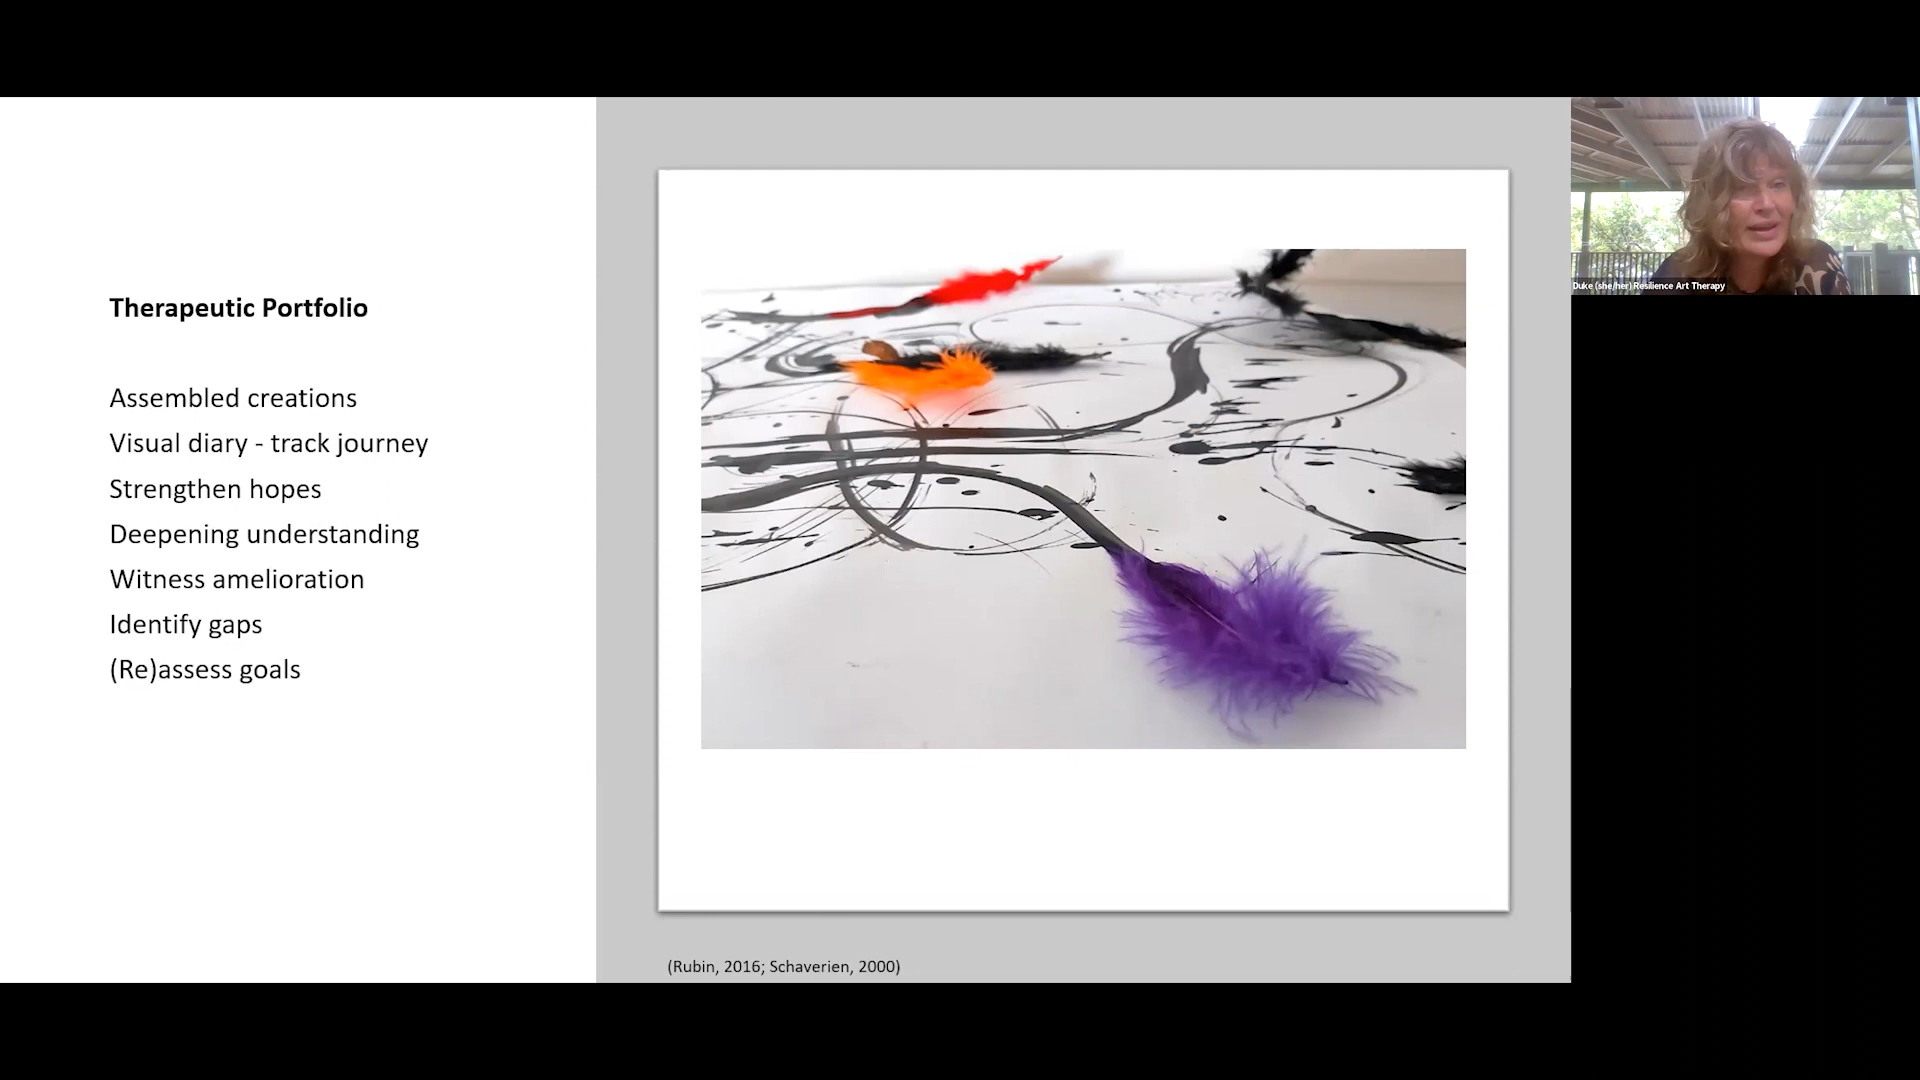 Therapeutic Portfolio
Assembled creations
Visual diary - track journey
Strengthen hopes
Deepening understanding
Witness amelioration
Identify gaps
(Re)assess goals
(Rubin, 2016; Schaverien, 2000)
Duke (she/her) Resilience Art Therapy